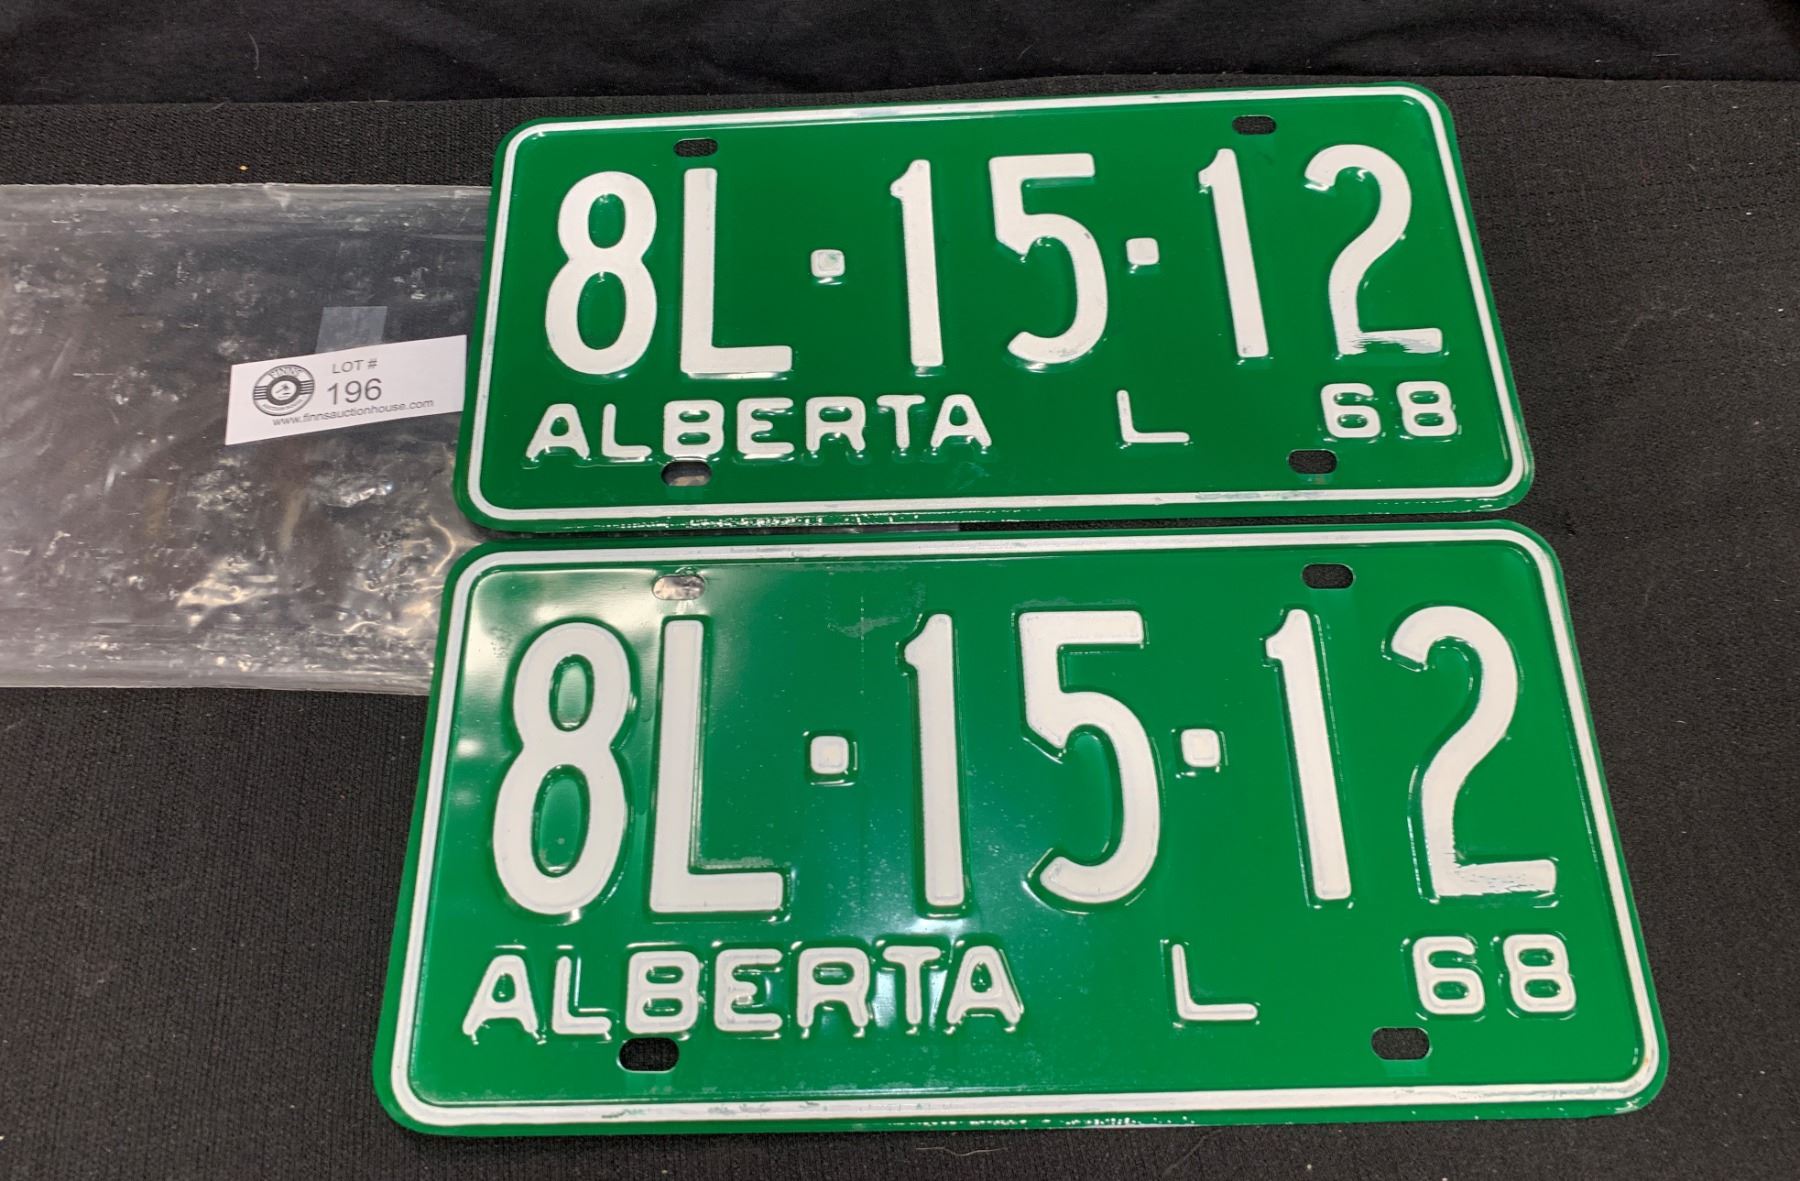 8L·15·12
ALBERTA L 68
LOT #
196
www.finnsauctionhouse.com
8L·15·12
ALBERTA L 68